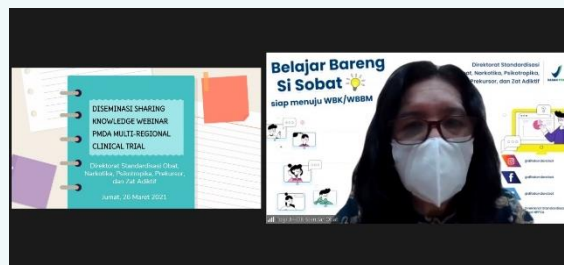 DISEMINASI SHARING
KNOWLEDGE WEBINAR
PMDA MULTI-REGIONAL
CLINICAL TRIAL
Direktorat Standardisasi Obat,
Narkotika, Psikotropika, Prekursor,
dan Zat Adiktif
Jumat, 26 Maret 2021
Belajar Bareng
Si Sobat
siap menuju WBK/WBBM
Direktorat Standardisasi
Obat, Narkotika, Psikotropika,
Prekursor, dan Zat Adiktif